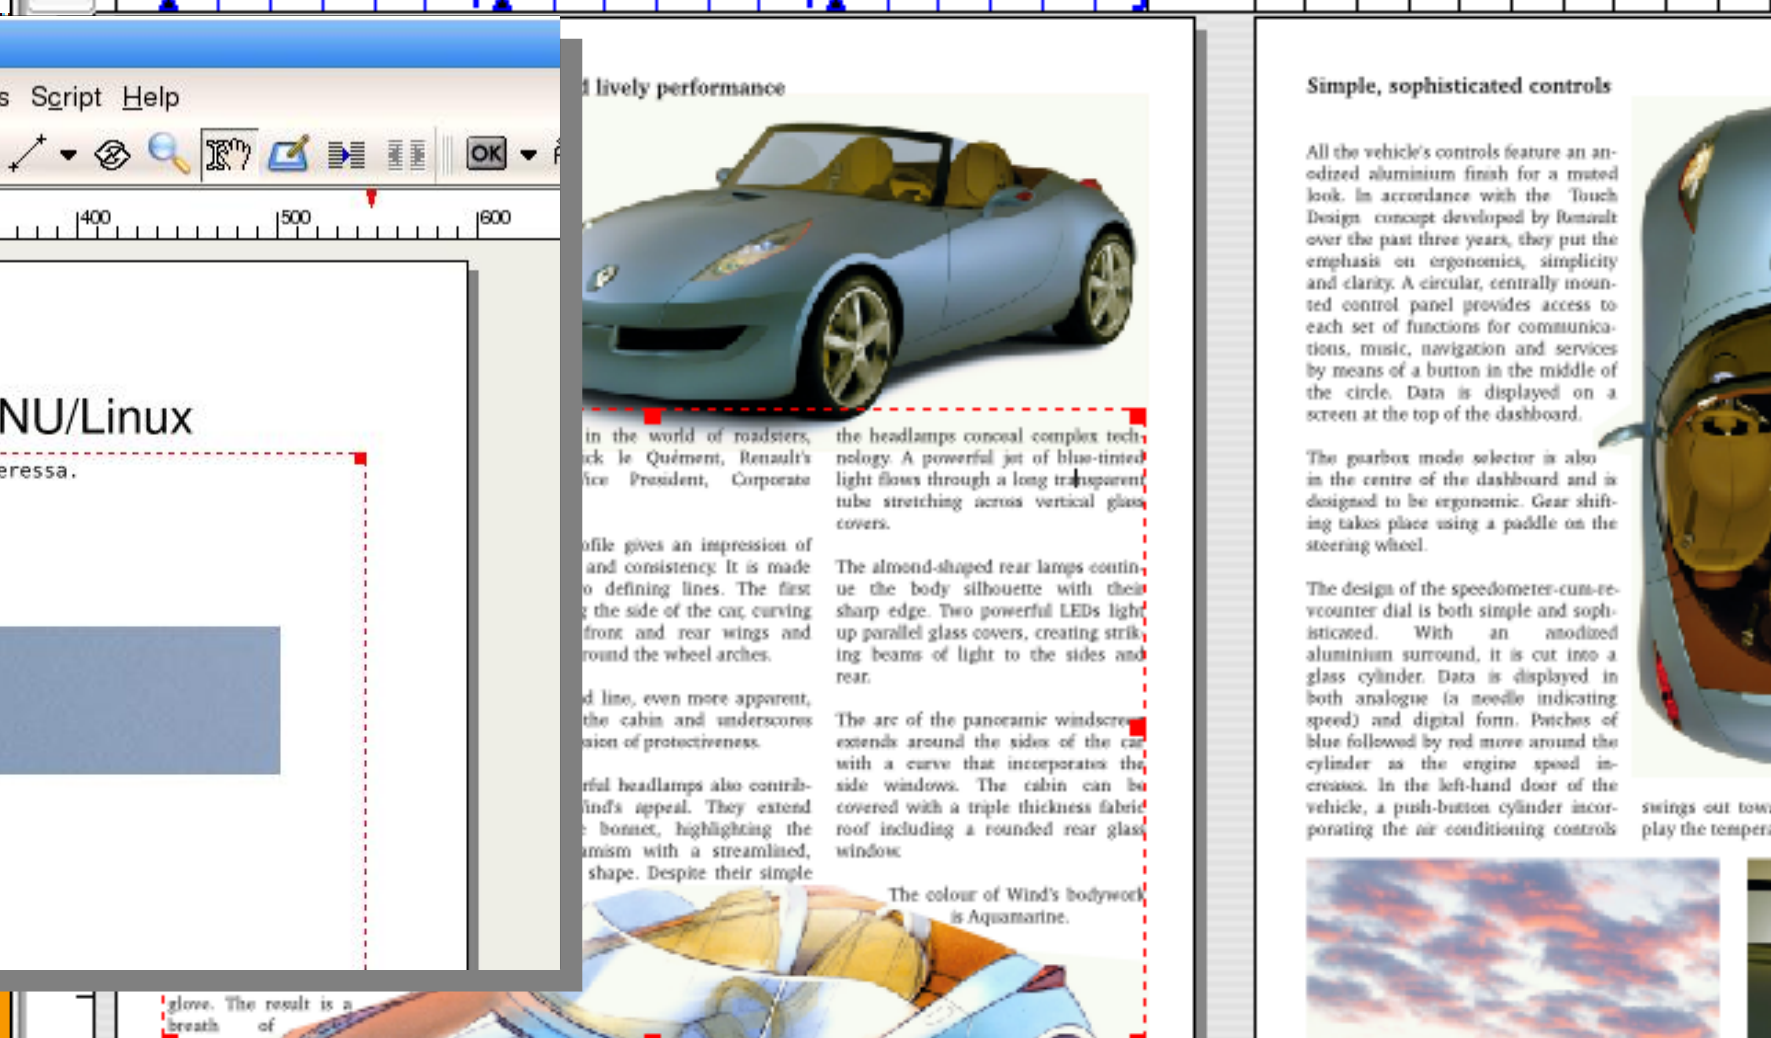 Script Help
OK
400 500 600
NU/Linux
eressa.
lively performance
in the world of roadsters,
le Quément, Renault's
President, Corporate
gives an impression of
and consistency. It is made
defining lines. The first
the side of the car, curving
front and rear wings and
round the wheel arches.
line, even more apparent,
the cabin and underscores
of protectiveness.
headlamps also contrib-
appeal. They extend
bonnet, highlighting the
with a streamlined,
shape. Despite their simple
glove. The result is a
breath of
the headlamps conceal complex tech-
nology. A powerful jet of blue-tinted
light flows through a long transparent
tube stretching across vertical glass
covers.
The almond-shaped rear lamps contin-
ue the body silhouette with their
sharp edge. Two powerful LEDs light
up parallel glass covers, creating strik-
ing beams of light to the sides and
rear.
The arc of the panoramic windscreen
extends around the sides of the car
with a curve that incorporates the
side windows. The cabin can be
covered with a triple thickness fabric
roof including a rounded rear glass
window.
The colour of Wind's bodywork
is Aquamarine.
Simple, sophisticated controls
All the vehicle's controls feature an an-
odized aluminium finish for a muted
look. In accordance with the Touch
Design concept developed by Renault
over the past three years, they put the
emphasis on ergonomics, simplicity
and clarity. A circular, centrally moun-
ted control panel provides access to
each set of functions for communica-
tions, music, navigation and services
by means of a button in the middle of
the circle. Data is displayed on a
screen at the top of the dashboard.
The gearbox mode selector is also
in the centre of the dashboard and is
designed to be ergonomic. Gear shift-
ing takes place using a paddle on the
steering wheel.
The design of the speedometer-cum-re-
vcounter dial is both simple and soph-
isticated. With an anodized
aluminium surround, it is cut into a
glass cylinder. Data is displayed in
both analogue (a needle indicating
speed) and digital form. Patches of
blue followed by red move around the
cylinder as the engine speed in-
creases. In the left-hand door of the
vehicle, a push-button cylinder incor-
porating the air conditioning controls
swings out
play the